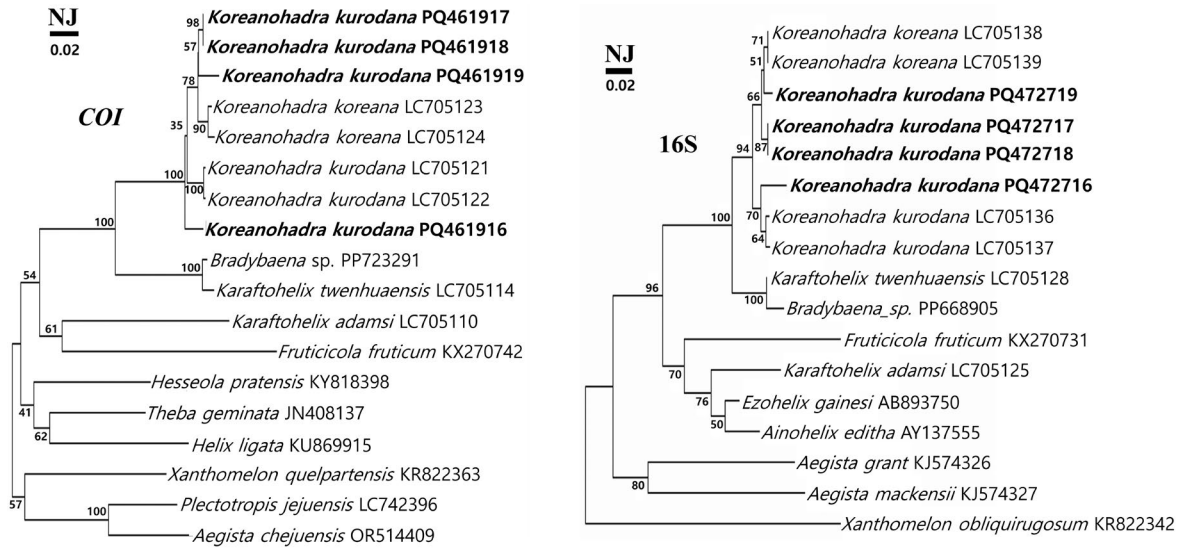 NJ
0.02
COI
98
Koreanohadra kurodana PQ461917
57
Koreanohadra kurodana PQ461918
78
Koreanohadra kurodana PQ461919
35
Koreanohadra koreana LC705123
90
Koreanohadra koreana LC705124
100
Koreanohadra kurodana LC705121
100
Koreanohadra kurodana LC705122
100
Koreanohadra kurodana PQ461916
100
Bradybaena sp. PP723291
54
Karaftohelix twenhuaensis LC705114
61
Karaftohelix adamsi LC705110
Fruticicola fruticum KX270742
Hesseola pratensis KY818398
41
Theba geminata JN408137
62
Helix ligata KU869915
Xanthomelon quelpartensis KR822363
57
Plectotropis jejuensis LC742396
100
Aegista chejuensis OR514409
NJ
0.02
16S
71
Koreanohadra koreana LC705138
51
Koreanohadra koreana LC705139
66
Koreanohadra kurodana PQ472719
Koreanohadra kurodana PQ472717
94
87
Koreanohadra kurodana PQ472718
Koreanohadra kurodana PQ472716
100
70
Koreanohadra kurodana LC705136
64
Koreanohadra kurodana LC705137
Karaftohelix twenhuaensis LC705128
96
100
Bradybaena_sp. PP668905
Fruticicola fruticum KX270731
70
Karaftohelix adamsi LC705125
76
Ezohelix gainesi AB893750
50
Ainohelix editha AY137555
Aegista grant KJ574326
80
Aegista mackensii KJ574327
Xanthomelon obliquirugosum KR822342